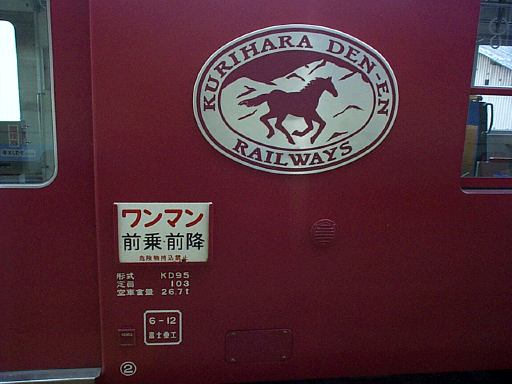 KURIHARA DEN-EN
RAILWAYS
ワンマン
前乗・前降
危険物持込禁止
形式 KD95
定員 103
空車重量 26.7t
6-12
富士重工
②